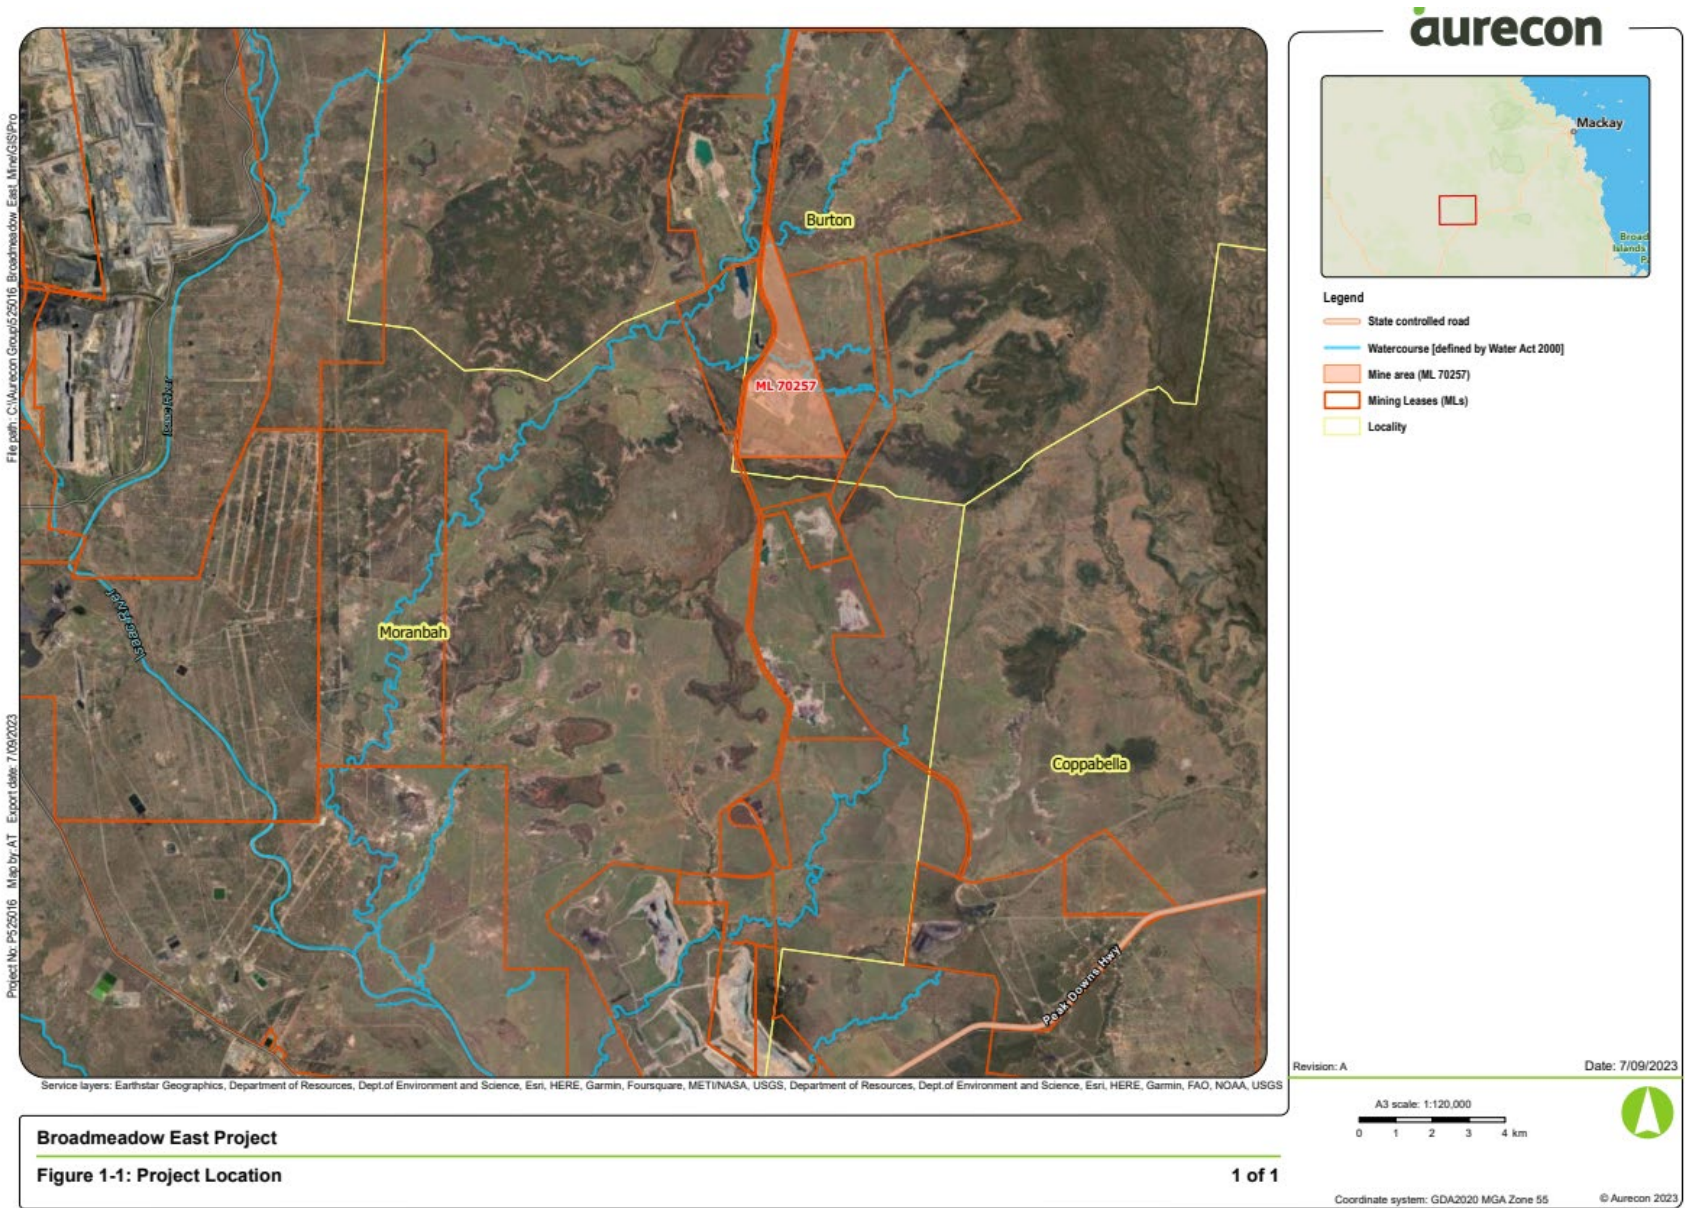 aurecon
Mackay
Broad
Islands
P
Legend
State controlled road
Watercourse [defined by Water Act 2000]
Mine area (ML 70257)
Mining Leases (MLs)
Locality
Burton
ML 70257
Isaac River
Isaac River
Moranbah
Coppabella
Peak Downs Hwy
File path: C:\\Aurecon Group\525016_Broadmeadow_East_Mine\GIS\Pro
Project No: P525016 Map by: AT Export date: 7/09/2023
Service layers: Earthstar Geographics, Department of Resources, Dept.of Environment and Science, Esri, HERE, Garmin, Foursquare, METI/NASA, USGS, Department of Resources, Dept.of Environment and Science, Esri, HERE, Garmin, FAO, NOAA, USGS
Revision: A
Date: 7/09/2023
A3 scale: 1:120,000
0 1 2 3 4 km
Broadmeadow East Project
Figure 1-1: Project Location
1 of 1
Coordinate system: GDA2020 MGA Zone 55
© Aurecon 2023